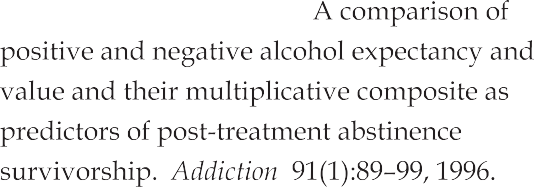 A comparison of
positive and negative alcohol expectancy and
value and their multiplicative composite as
predictors of post-treatment abstinence
survivorship. Addiction 91(1):89–99, 1996.